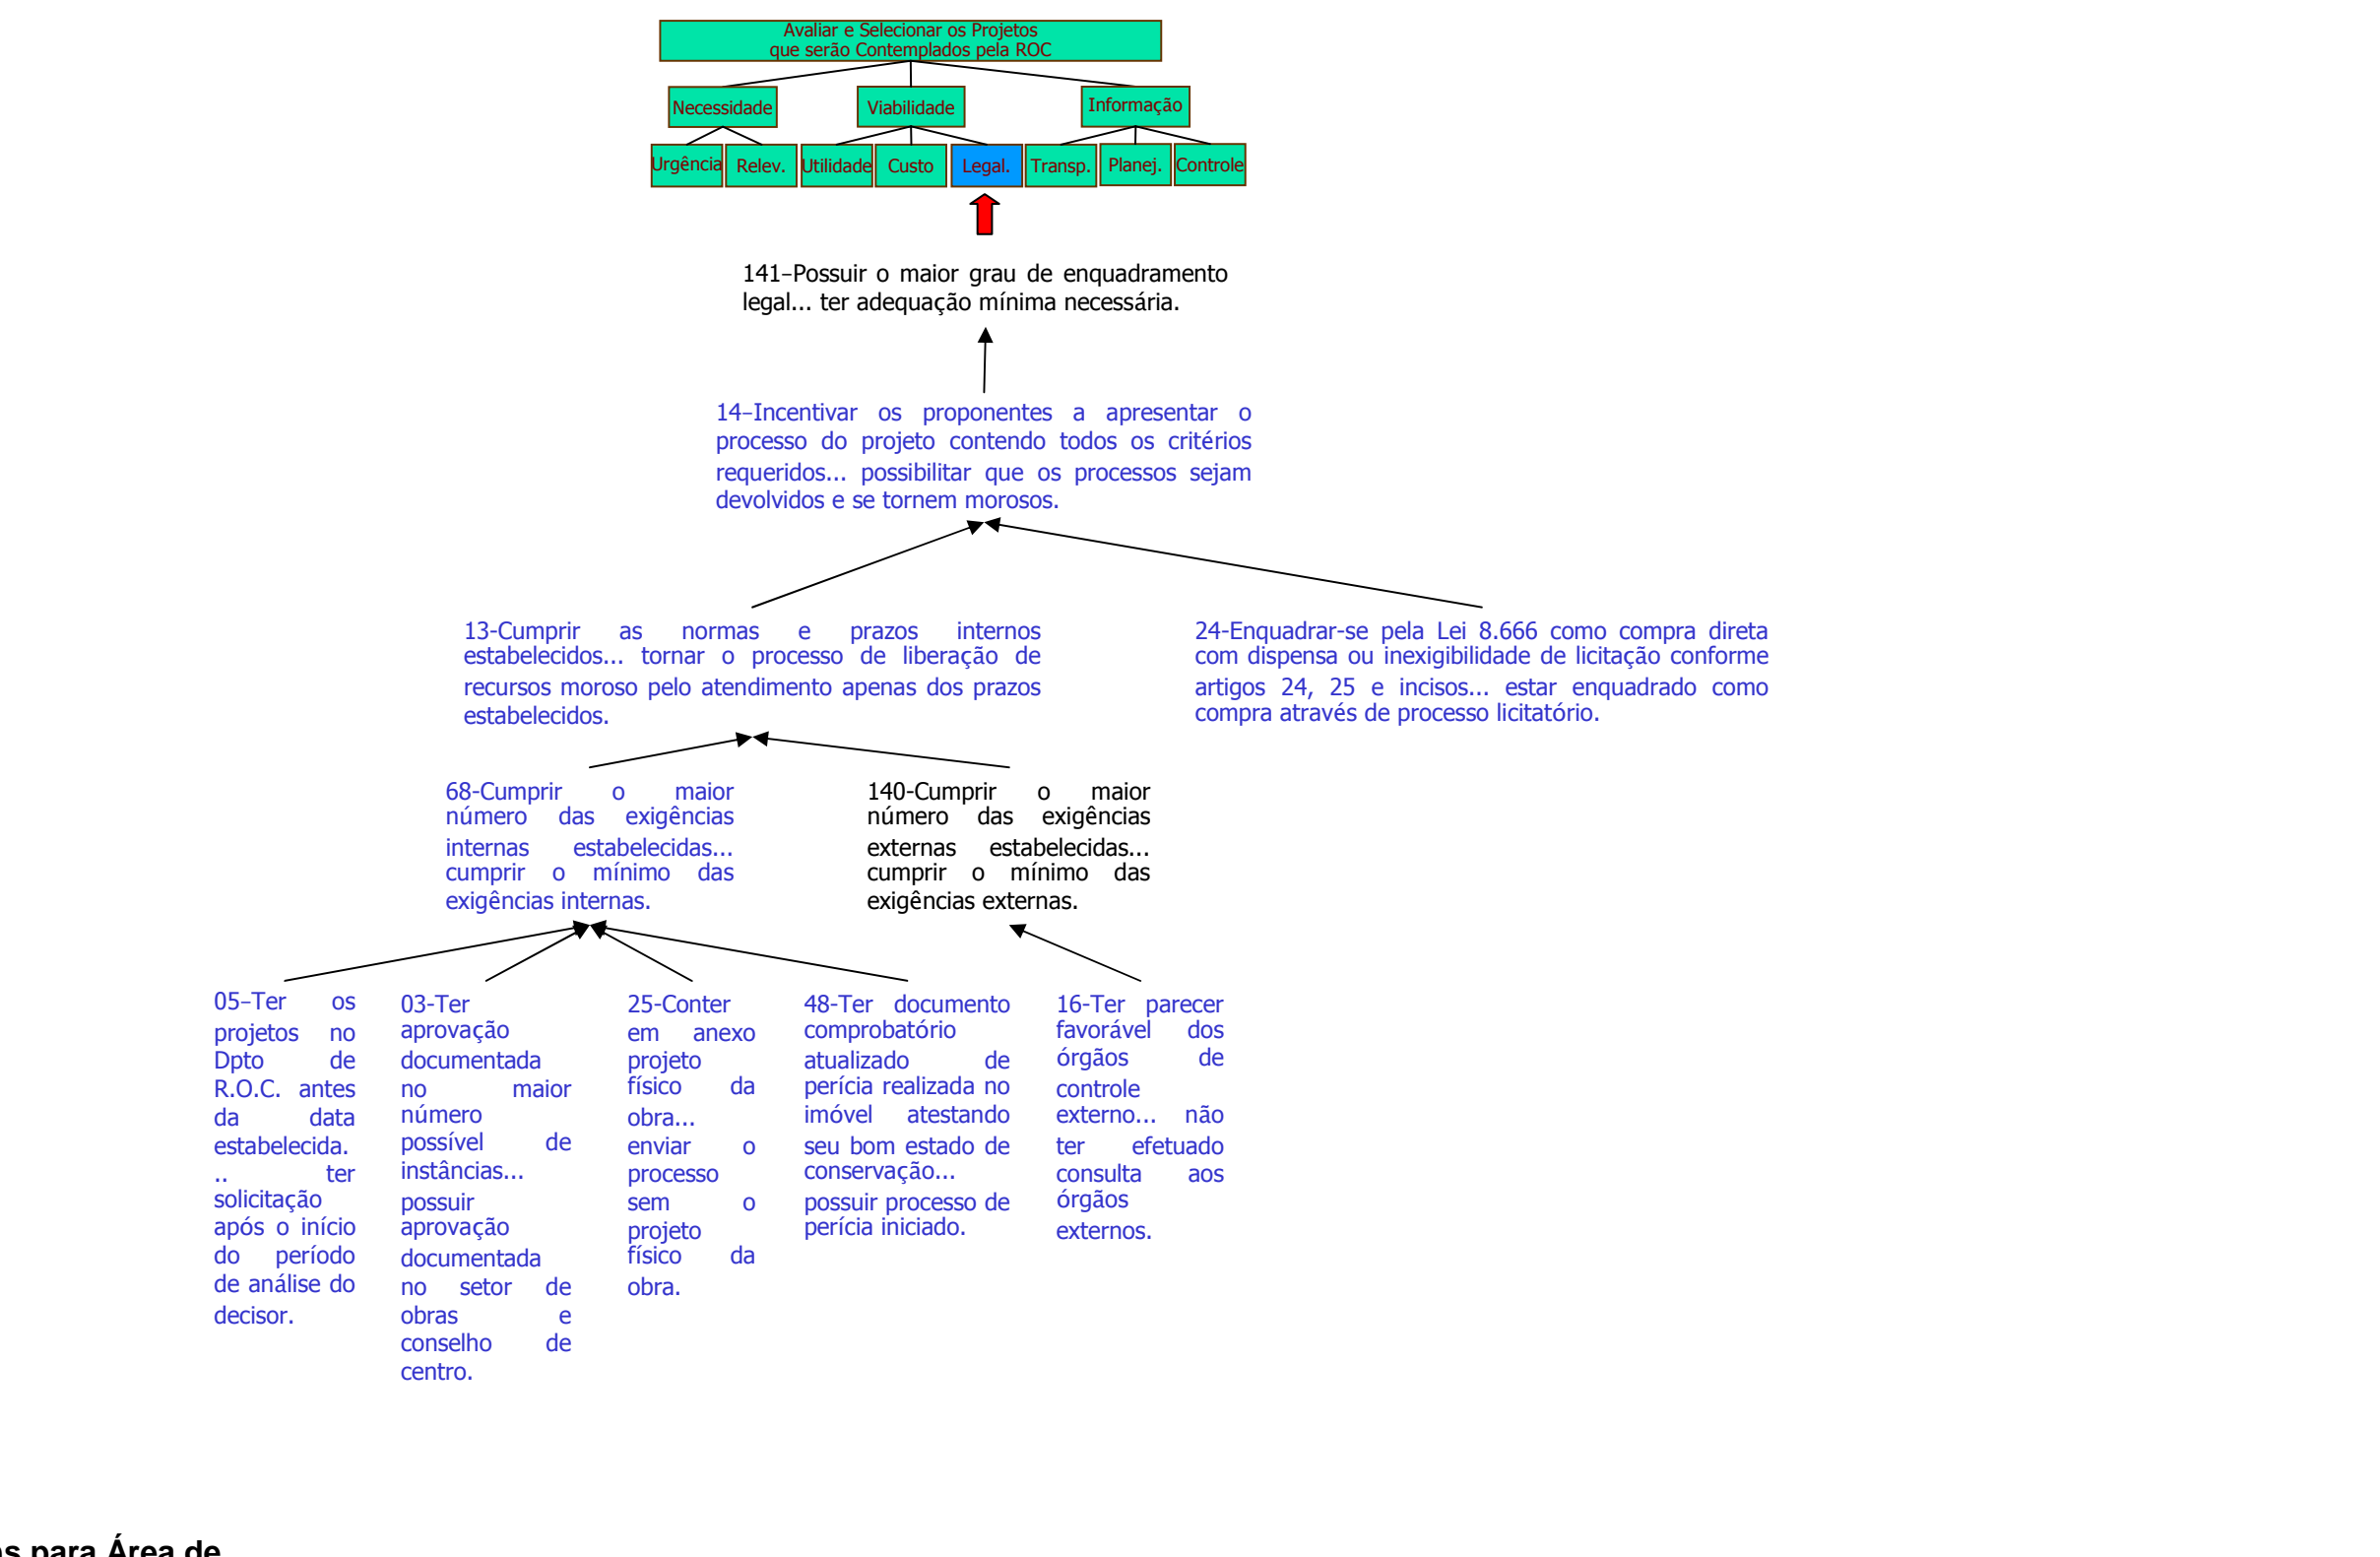 Avaliar e Selecionar os Projetos
que serão Contemplados pela ROC
Necessidade
Viabilidade
Informação
Urgência
Relev.
Utilidade
Custo
Legal.
Transp.
Planej.
Controle
141–Possuir o maior grau de enquadramento
legal... ter adequação mínima necessária.
14–Incentivar os proponentes a apresentar o
processo do projeto contendo todos os critérios
requeridos... possibilitar que os processos sejam
devolvidos e se tornem morosos.
13-Cumprir as normas e prazos internos
estabelecidos... tornar o processo de liberação de
recursos moroso pelo atendimento apenas dos prazos
estabelecidos.
24-Enquadrar-se pela Lei 8.666 como compra direta
com dispensa ou inexigibilidade de licitação conforme
artigos 24, 25 e incisos... estar enquadrado como
compra através de processo licitatório.
68-Cumprir o maior
número das exigências
internas estabelecidas...
cumprir o mínimo das
exigências internas.
140-Cumprir o maior
número das exigências
externas estabelecidas...
cumprir o mínimo das
exigências externas.
05–Ter os
projetos no
Dpto de
R.O.C. antes
da data
estabelecida.
.. ter
solicitação
após o início
do período
de análise do
decisor.
03-Ter
aprovação
documentada
no maior
número
possível de
instâncias...
possuir
aprovação
documentada
no setor de
obras e
conselho de
centro.
25-Conter
em anexo
projeto
físico da
obra...
enviar o
processo
sem o
projeto
físico da
obra.
48-Ter documento
comprobatório
atualizado de
perícia realizada no
imóvel atestando
seu bom estado de
conservação...
possuir processo de
perícia iniciado.
16-Ter parecer
favorável dos
órgãos de
controle
externo... não
ter efetuado
consulta aos
órgãos
externos.
para Área de